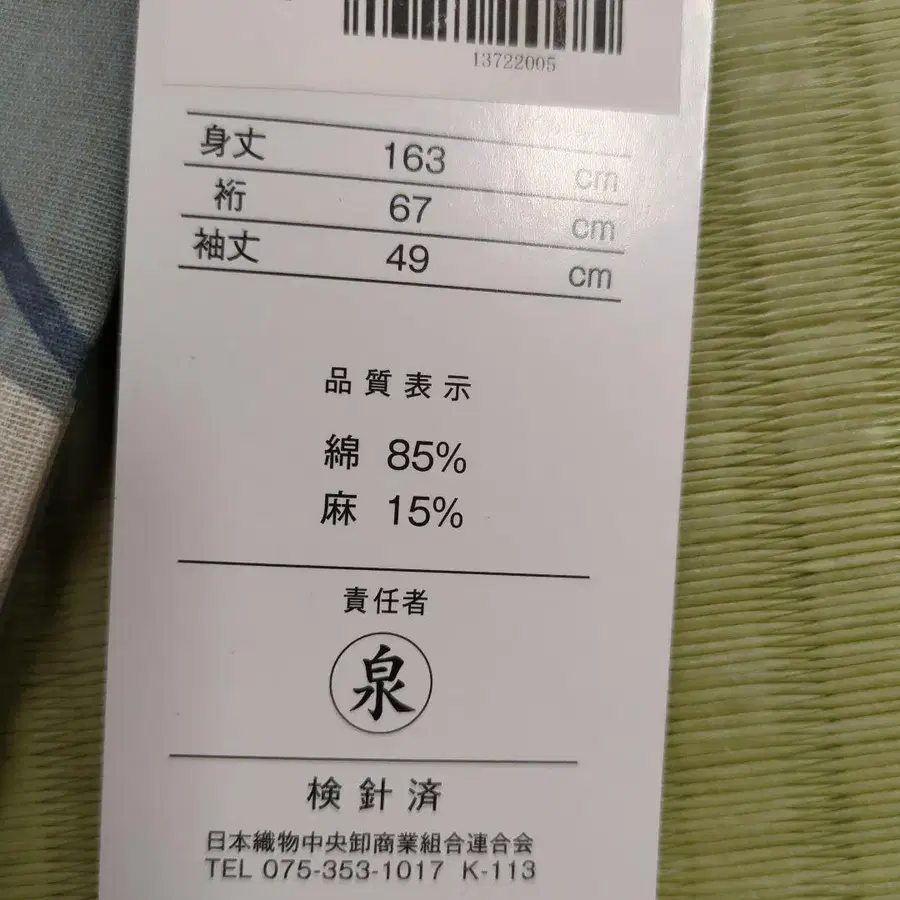 13722005
身丈 163 cm
裄 67 cm
袖丈 49 cm
品質表示
綿 85%
麻 15%
責任者
泉
検針済
日本織物中央卸商業組合連合会
TEL 075-353-1017 K-113